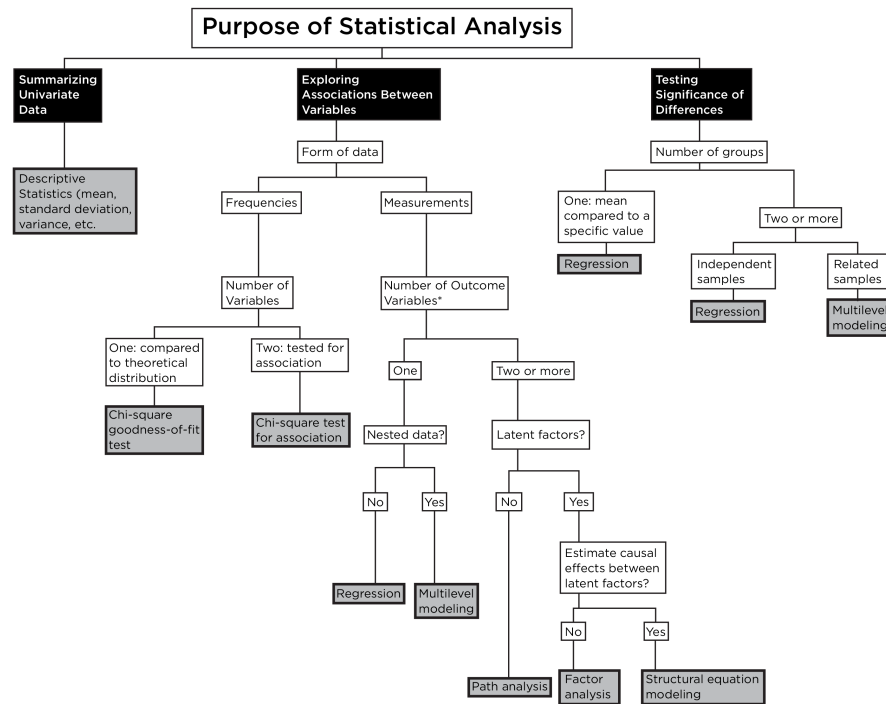 Purpose of Statistical Analysis
Summarizing
Univariate
Data
Exploring
Associations Between
Variables
Testing
Significance of
Differences
Descriptive
Statistics (mean,
standard deviation,
variance, etc.
Form of data
Number of groups
Frequencies
Measurements
One: mean
compared to a
specific value
Two or more
Regression
Independent
samples
Related
samples
Regression
Multilevel
modeling
Number of
Variables
Number of Outcome
Variables*
One: compared
to theoretical
distribution
Two: tested for
association
One
Two or more
Chi-square
goodness-of-fit
test
Chi-square test
for association
Nested data?
Latent factors?
No
Yes
No
Yes
Estimate causal
effects between
latent factors?
Regression
Multilevel
modeling
No
Yes
Path analysis
Factor
analysis
Structural equation
modeling